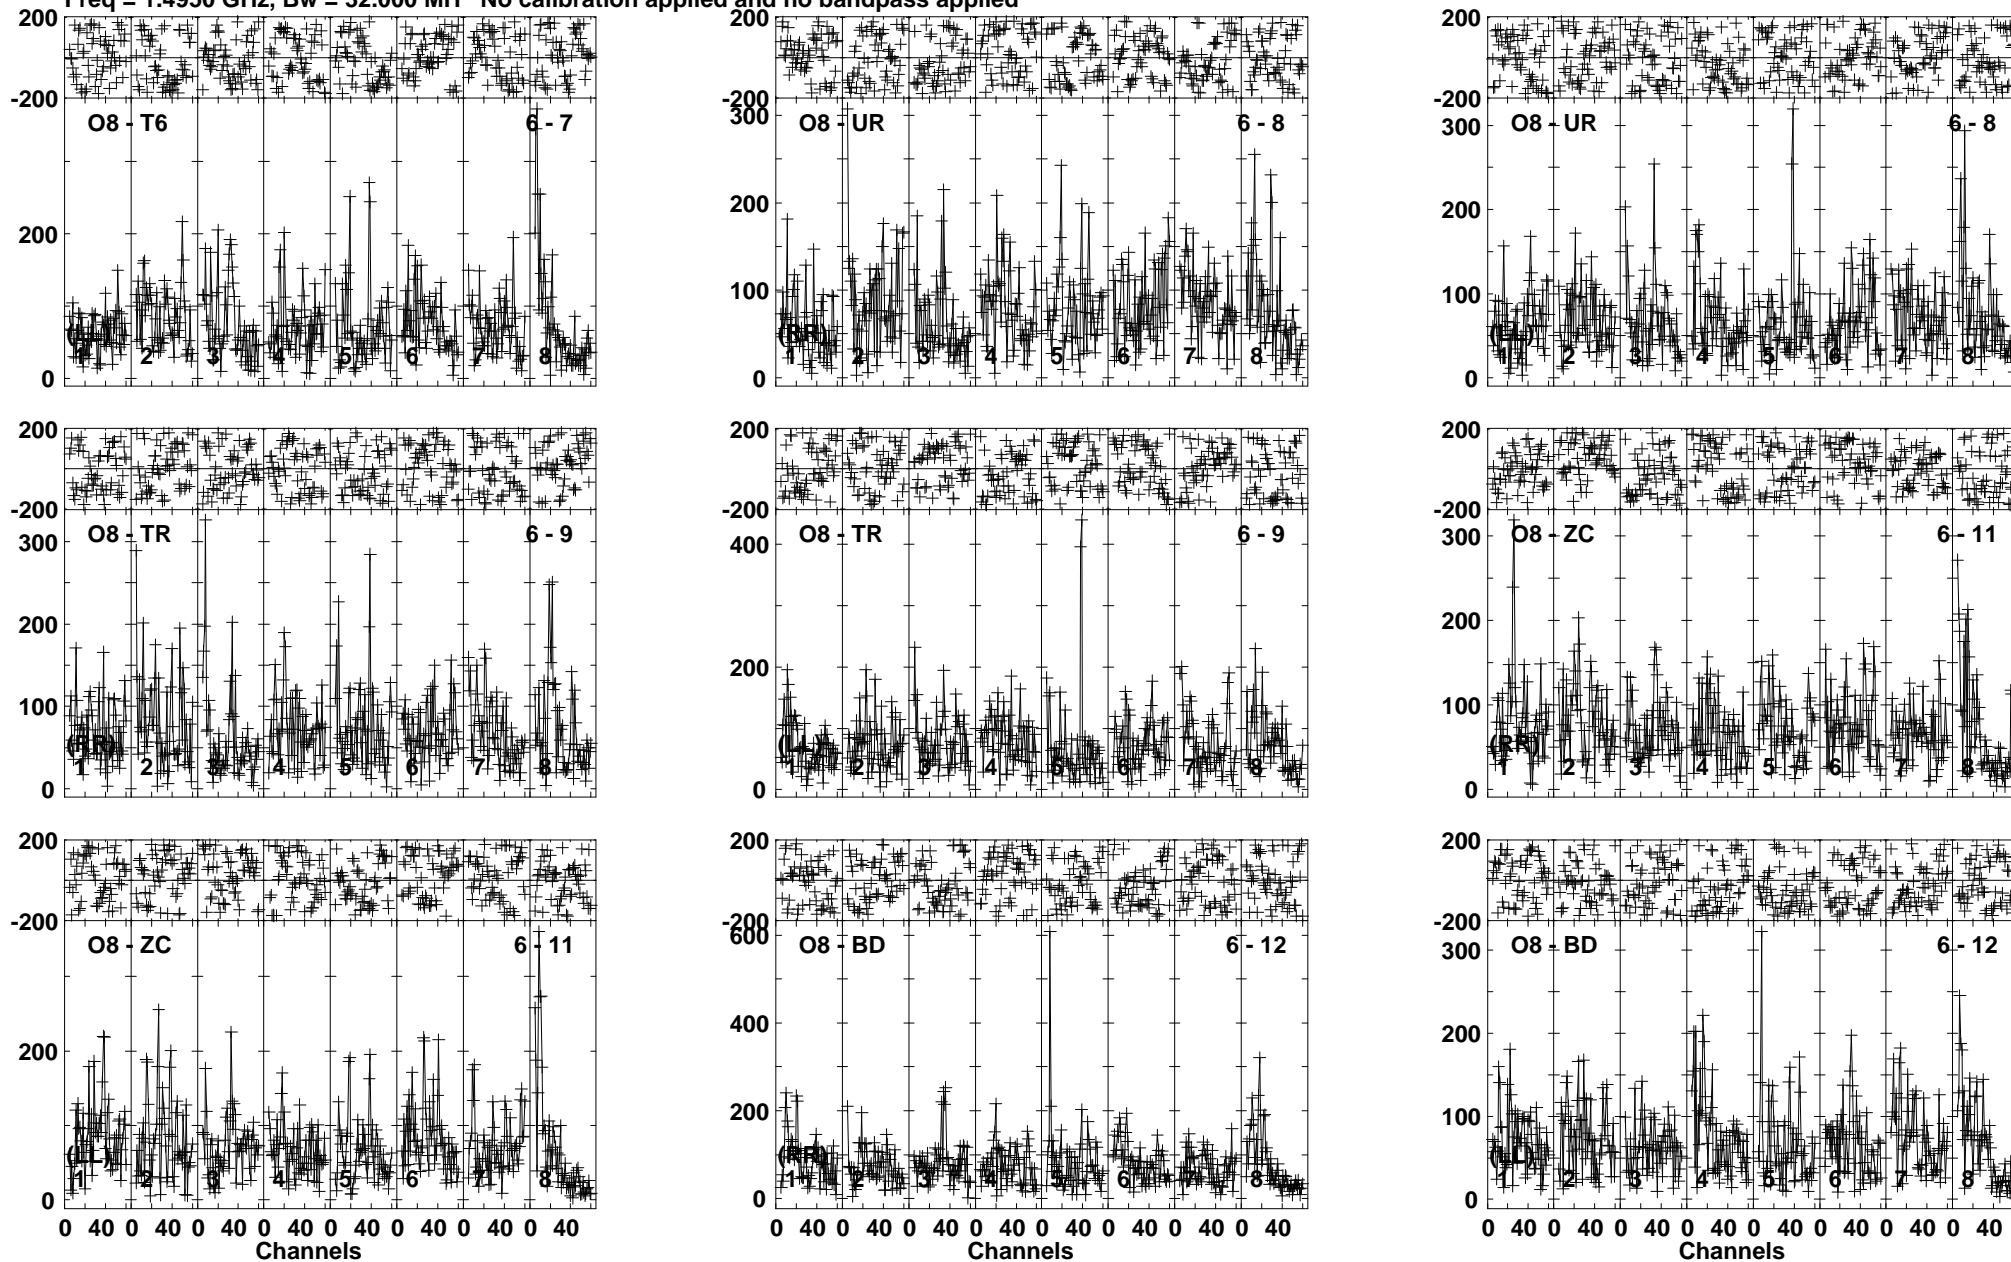 Freq = 1.4950 GHz, Bw = 32.000 MH No calibration applied and no bandpass applied
200 200 200
-200 -200 -200
O8 - T6 6 - 7 O8 - UR 6 - 8 O8 - UR 6 - 8
300 300
200 200 200
100 100
(LL) (RR) (LL)
1 2 3 4 5 6 7 8 1 2 3 4 5 6 7 8 1 2 3 4 5 6 7 8
0 0 0
200 200 200
-200 -200 -200
O8 - TR 6 - 9 O8 - TR 6 - 9 O8 - ZC 6 - 11
300 400 300
200 200 200
100 100
(RR) (LL) (RR)
1 2 3 4 5 6 7 8 1 2 3 4 5 6 7 8 1 2 3 4 5 6 7 8
0 0 0
200 200 200
-200 -200 -200
O8 - ZC 6 - 11 O8 - BD 6 - 12 O8 - BD 6 - 12
600 300
200 400 200
200 100
(LL) (RR) (LL)
1 2 3 4 5 6 7 8 1 2 3 4 5 6 7 8 1 2 3 4 5 6 7 8
0 0 0
0 40 0 40 0 40 0 40 0 40 0 40 0 40 0 40 0 40 0 40 0 40 0 40 0 40 0 40 0 40 0 40 0 40 0 40 0 40 0 40 0 40 0 40 0 40 0 40
Channels Channels Channels